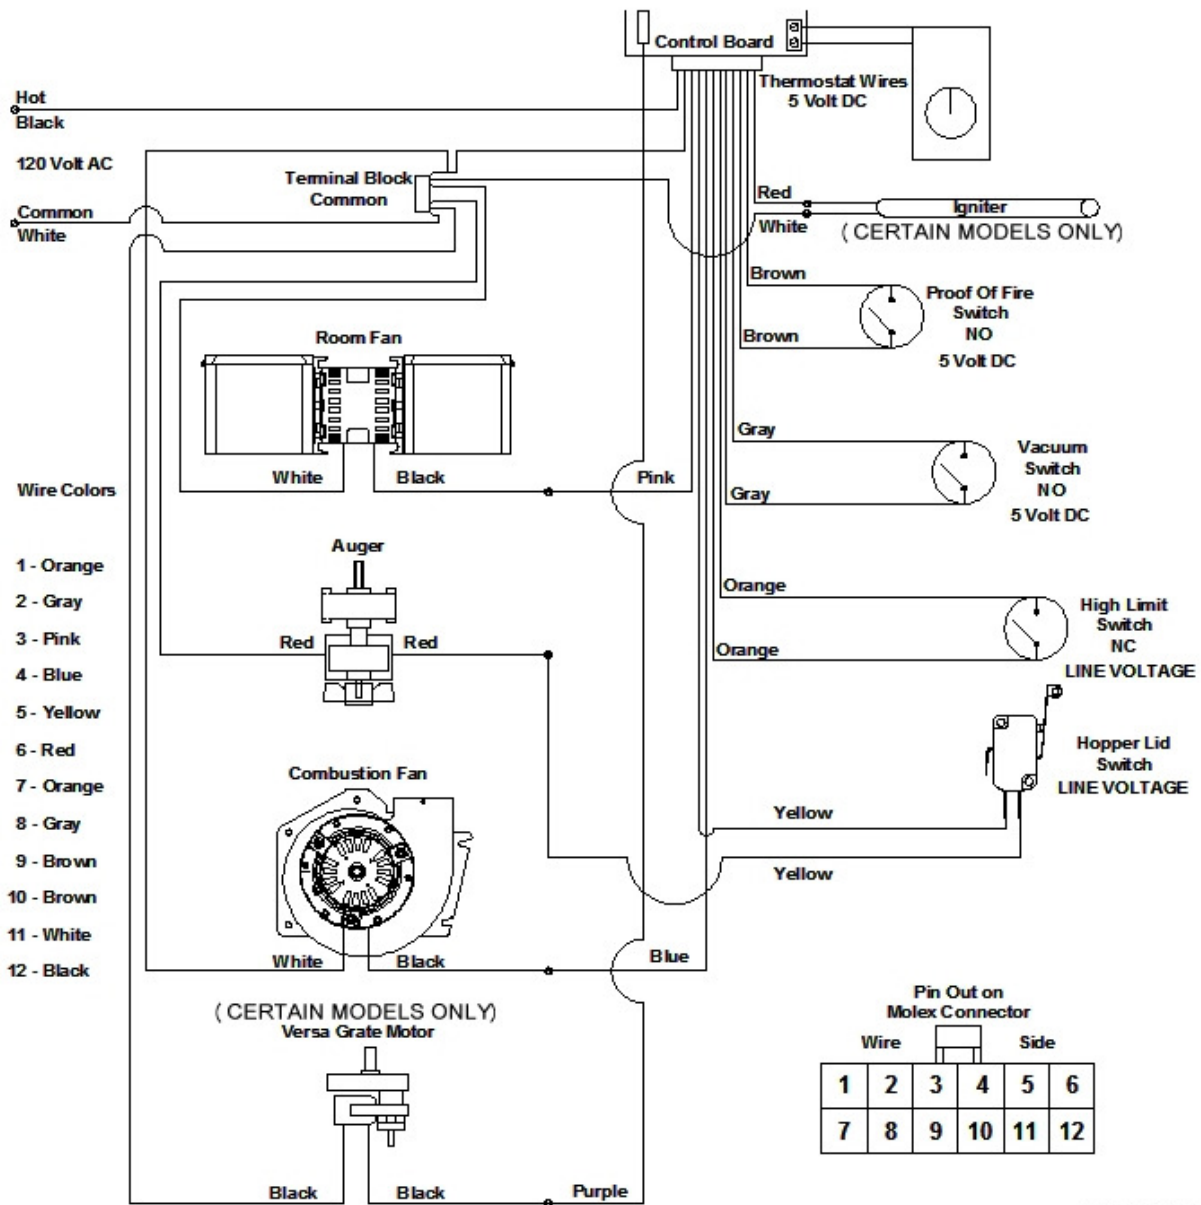 Control Board
Thermostat Wires
5 Volt DC
Hot
Black
120 Volt AC
Terminal Block
Common
Common
White
Red
White
Igniter
( CERTAIN MODELS ONLY)
Brown
Brown
Proof Of Fire
Switch
NO
5 Volt DC
Room Fan
White
Black
Pink
Gray
Gray
Vacuum
Switch
NO
5 Volt DC
Wire Colors
1 - Orange
2 - Gray
3 - Pink
4 - Blue
5 - Yellow
6 - Red
7 - Orange
8 - Gray
9 - Brown
10 - Brown
11 - White
12 - Black
Auger
Red
Red
Orange
Orange
High Limit
Switch
NC
LINE VOLTAGE
Hopper Lid
Switch
LINE VOLTAGE
Yellow
Yellow
Combustion Fan
White
Black
Blue
( CERTAIN MODELS ONLY)
Versa Grate Motor
Black
Black
Purple
Pin Out on
Molex Connector
Wire Side
1 2 3 4 5 6
7 8 9 10 11 12